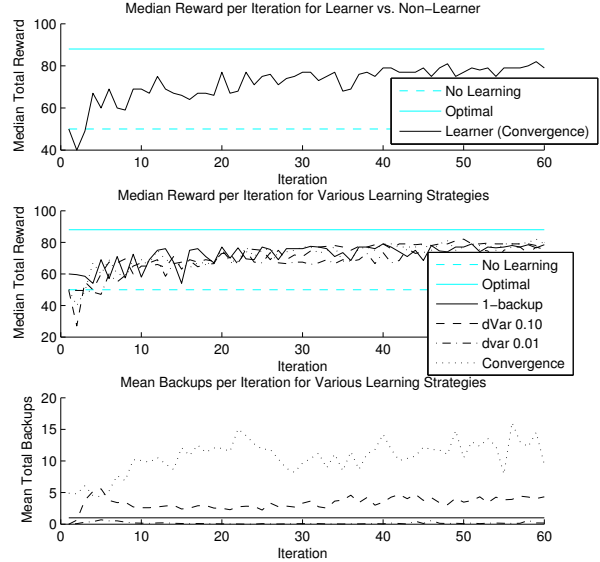 Median Reward per Iteration for Learner vs. Non−Learner
100
80
60
40
Median Total Reward
0 10 20 30 40 50 60
Iteration
No Learning
Optimal
Learner (Convergence)
Median Reward per Iteration for Various Learning Strategies
100
80
60
40
20
Median Total Reward
0 10 20 30 40
Iteration
No Learning
Optimal
1−backup
dVar 0.10
dvar 0.01
Convergence
Mean Backups per Iteration for Various Learning Strategies
20
15
10
5
0
Mean Total Backups
0 10 20 30 40 50 60
Iteration